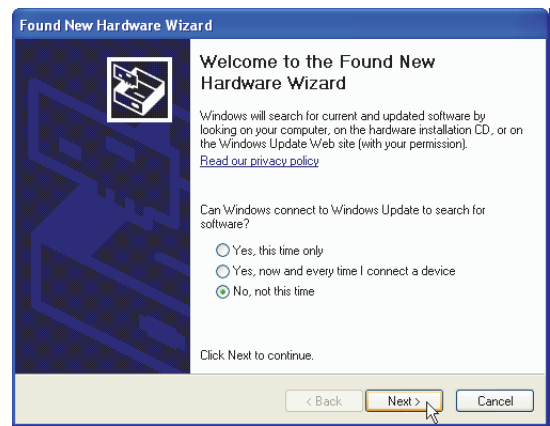 Found New Hardware Wizard
Welcome to the Found New
Hardware Wizard
Windows will search for current and updated software by
looking on your computer, on the hardware installation CD, or on
the Windows Update Web site (with your permission).
Read our privacy policy
Can Windows connect to Windows Update to search for
software?
Yes, this time only
Yes, now and every time I connect a device
No, not this time
Click Next to continue.
< Back Next > Cancel